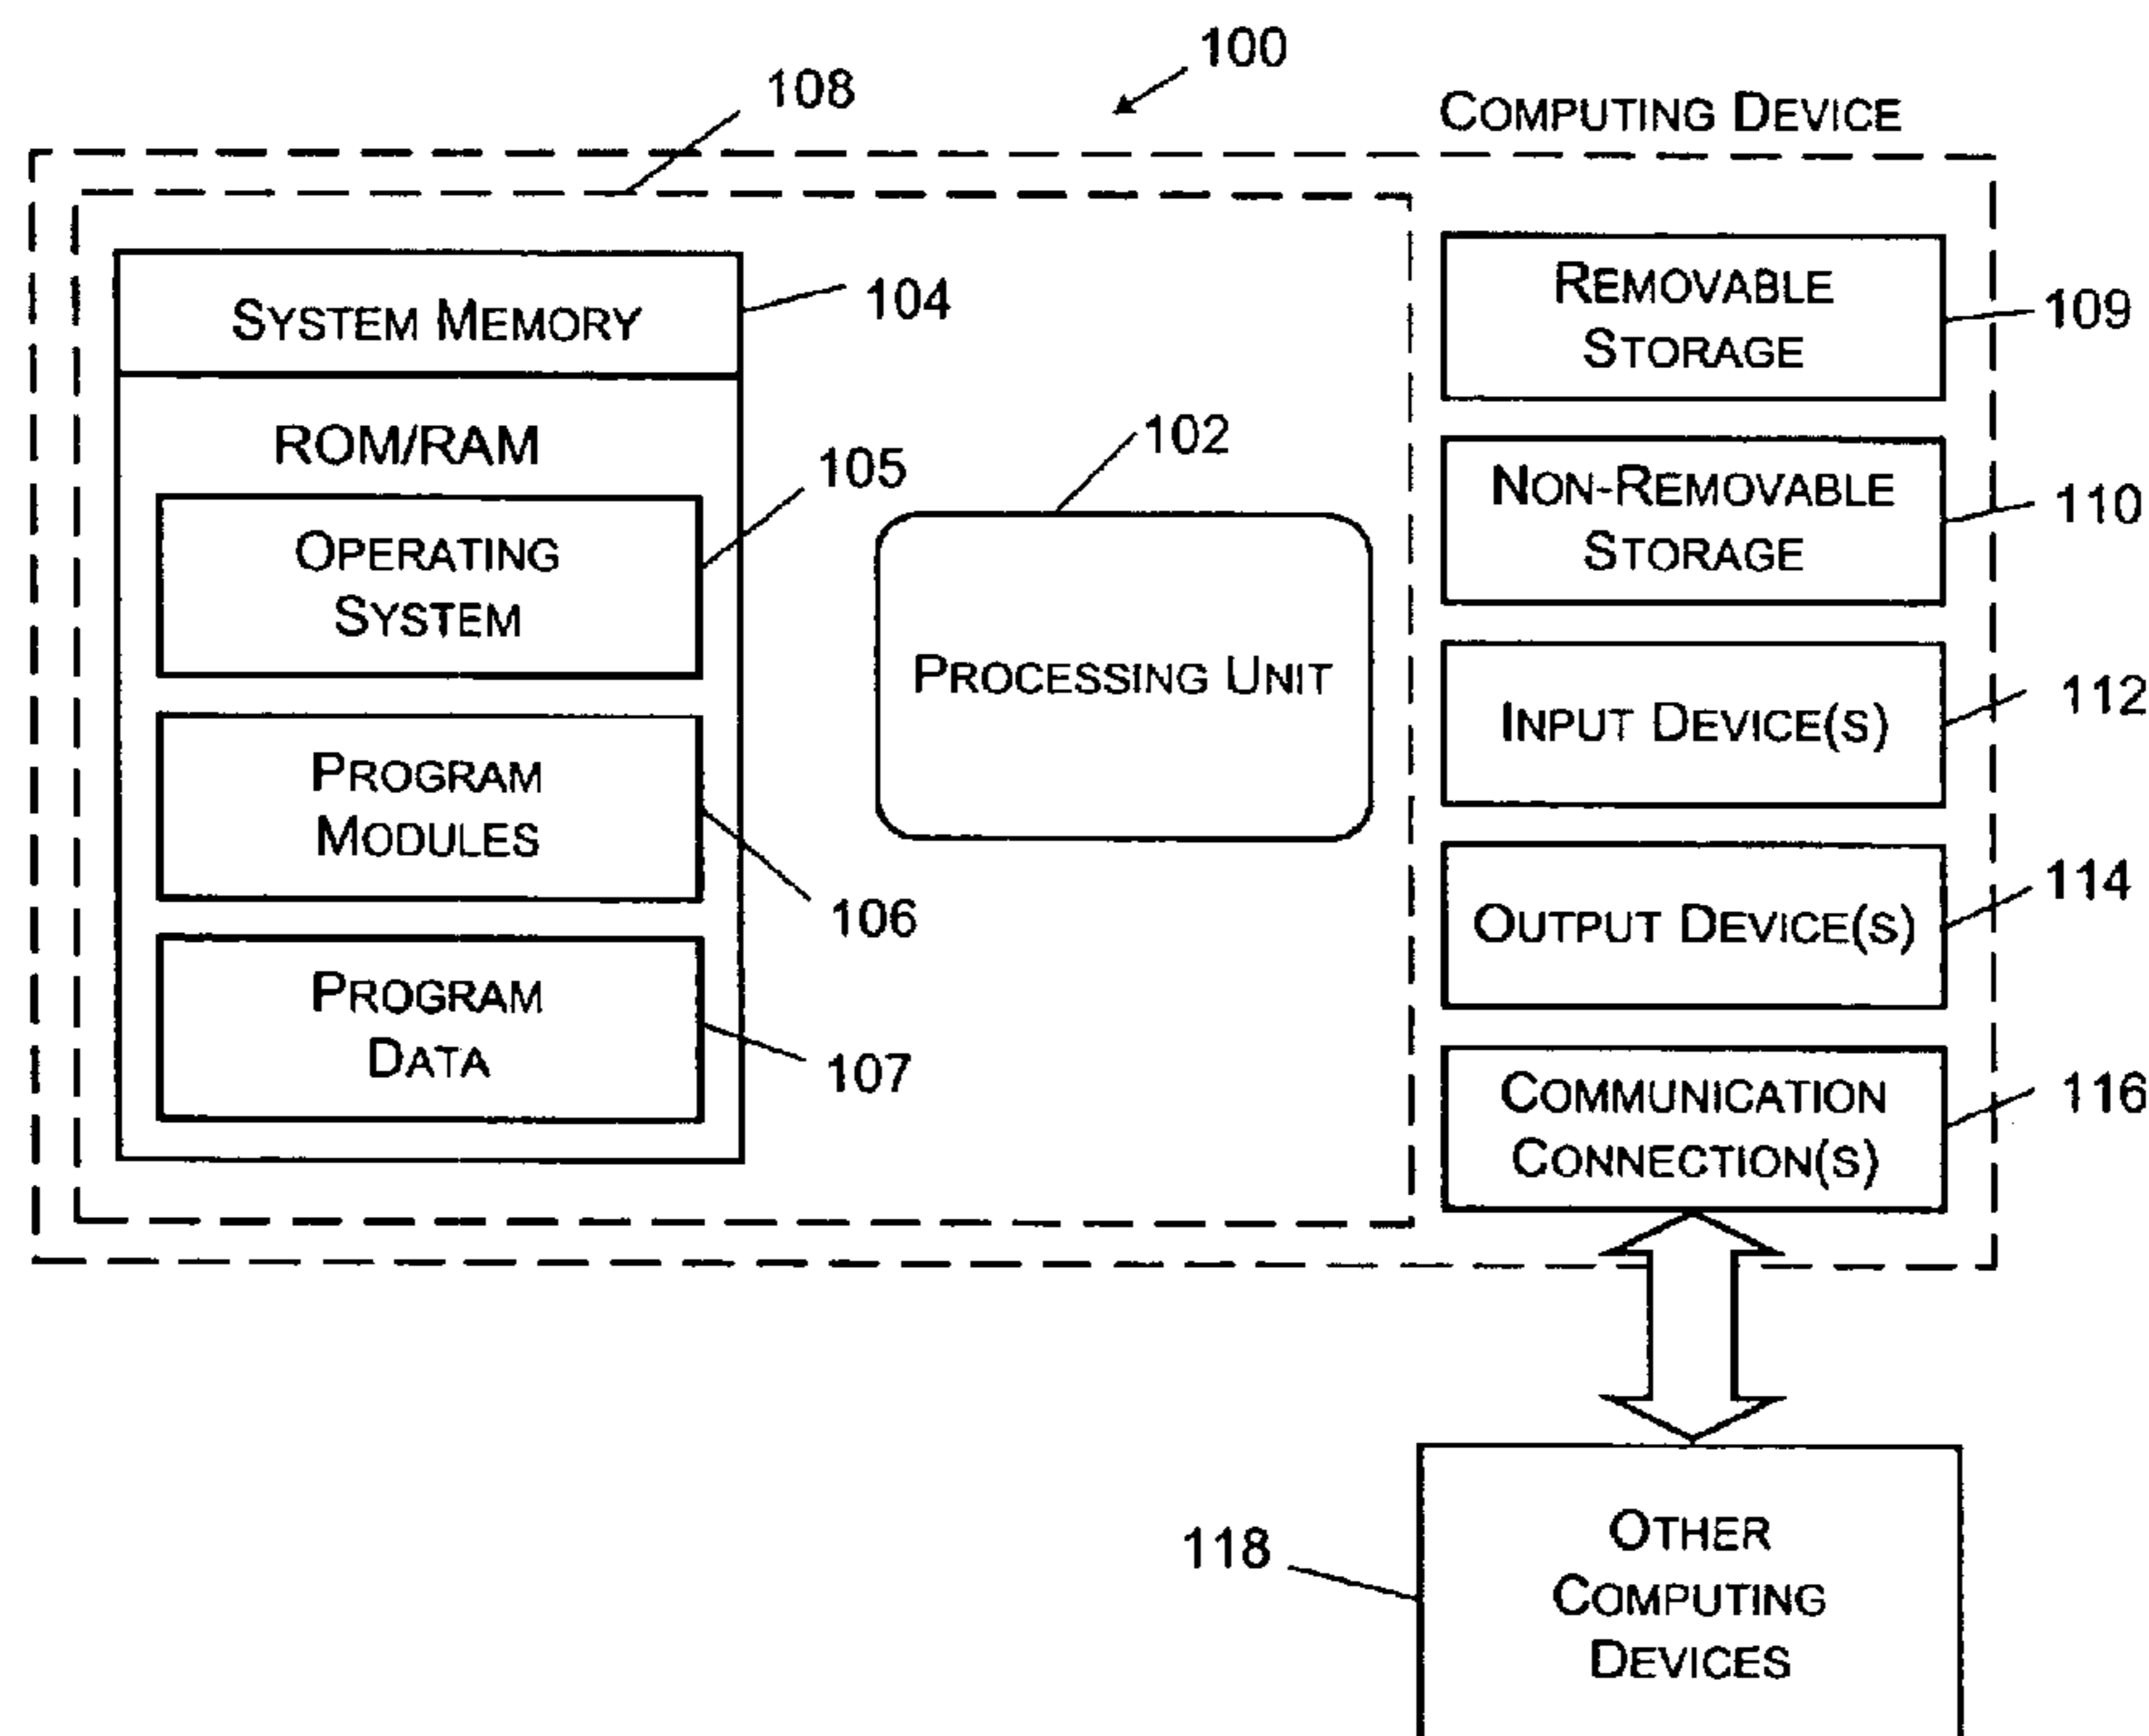 100
108
COMPUTING DEVICE
SYSTEM MEMORY
104
ROM/RAM
105
OPERATING
SYSTEM
PROGRAM
MODULES
106
PROGRAM
DATA
107
102
PROCESSING UNIT
REMOVABLE
STORAGE
109
NON-REMOVABLE
STORAGE
110
INPUT DEVICE(S)
112
OUTPUT DEVICE(S)
114
COMMUNICATION
CONNECTION(S)
116
118
OTHER
COMPUTING
DEVICES